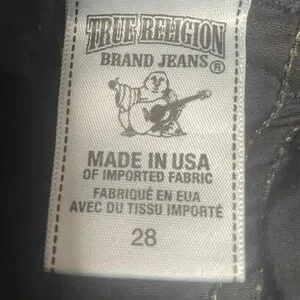 TRUE RELIGION
BRAND JEANS®
MADE IN USA
OF IMPORTED FABRIC
FABRIQUÉ EN EUA
AVEC DU TISSU IMPORTÉ
28